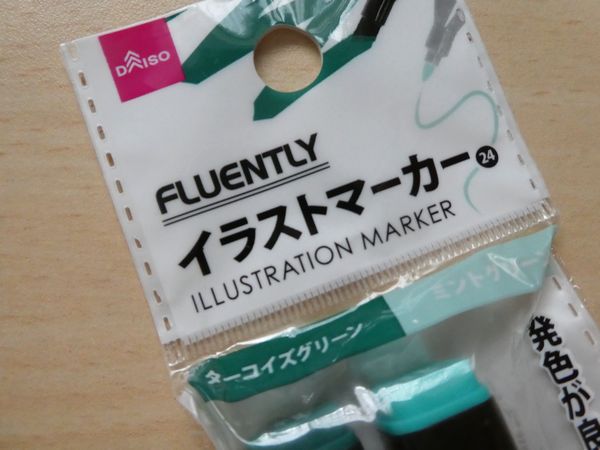 DAISO
FLUENTLY
イラストマーカー 24
ILLUSTRATION MARKER
ターコイズグリーン ミントグリーン
発色が良